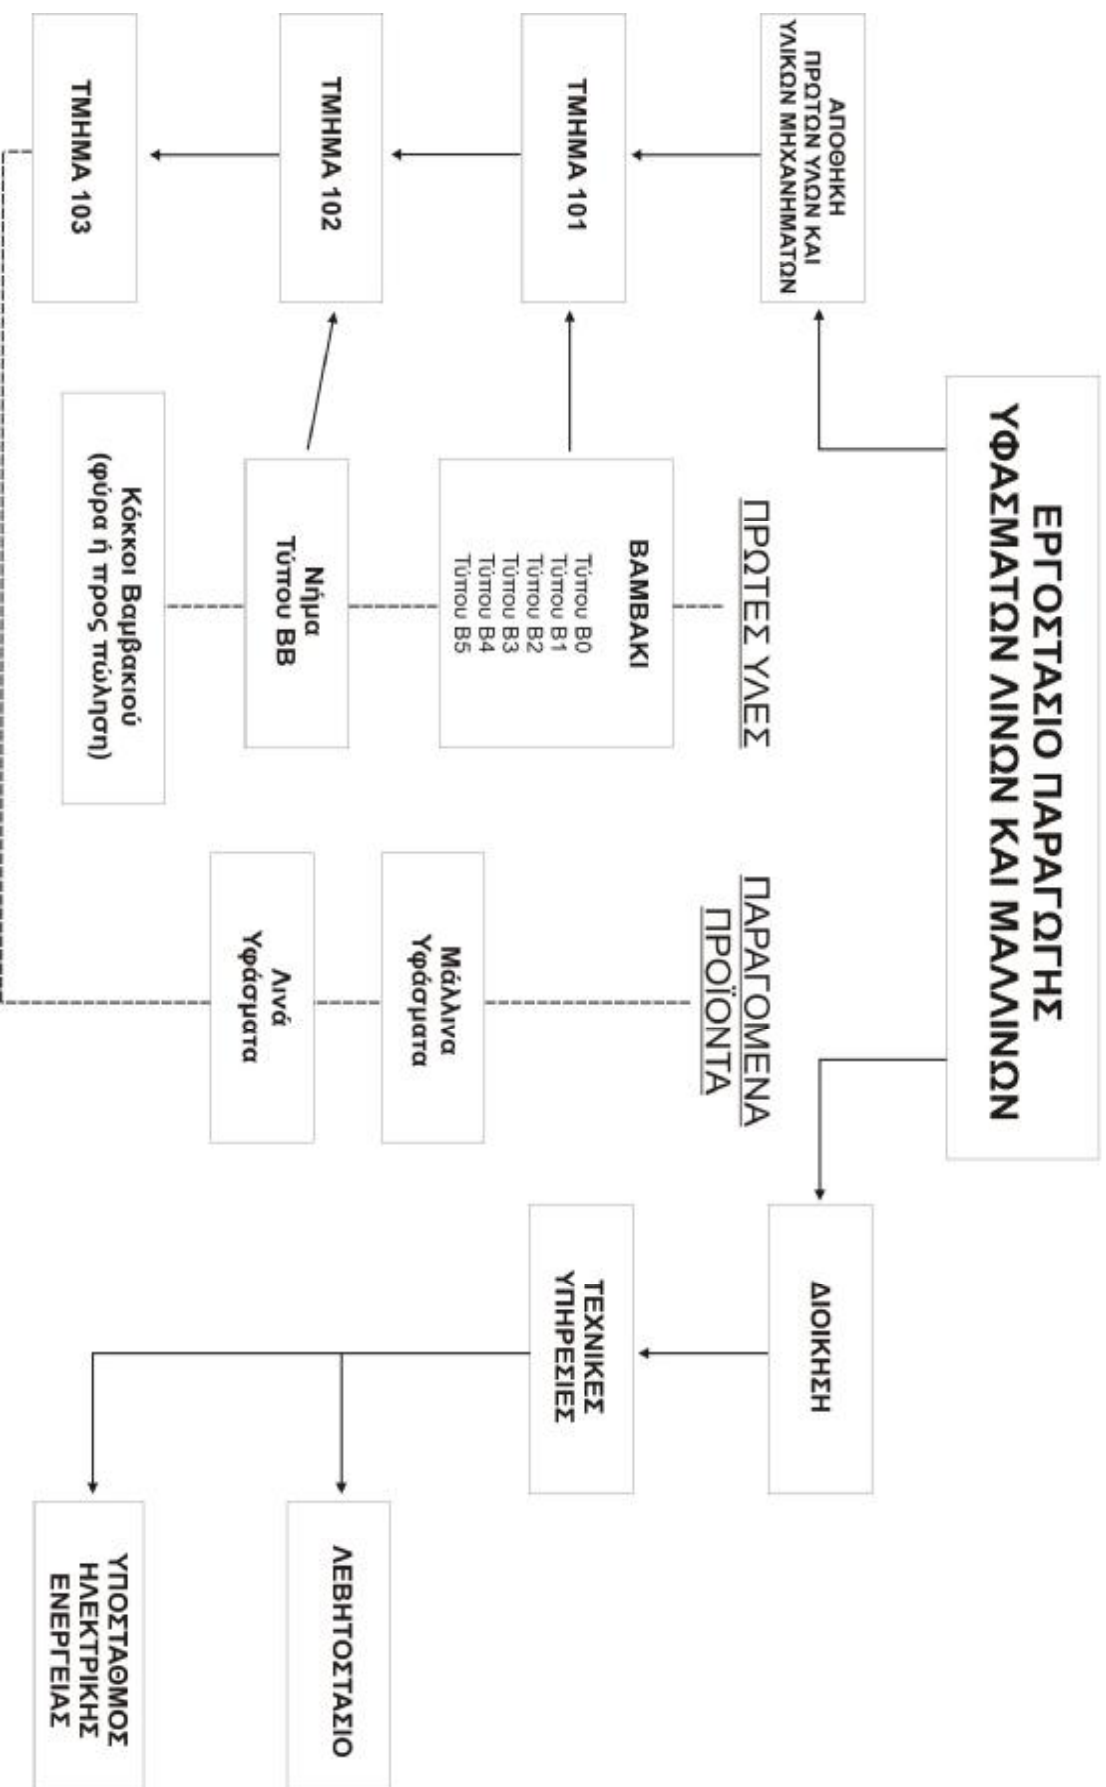 ΕΡΓΟΣΤΑΣΙΟ ΠΑΡΑΓΩΓΗΣ
ΥΦΑΣΜΑΤΩΝ ΛΙΝΩΝ ΚΑΙ ΜΑΛΛΙΝΩΝ
ΑΠΟΘΗΚΗ
ΠΡΩΤΩΝ ΥΛΩΝ ΚΑΙ
ΥΛΙΚΩΝ ΜΗΧΑΝΗΜΑΤΩΝ
ΤΜΗΜΑ 101
ΤΜΗΜΑ 102
ΤΜΗΜΑ 103
ΠΡΩΤΕΣ ΥΛΕΣ
ΒΑΜΒΑΚΙ
Τύπου Β0
Τύπου Β1
Τύπου Β2
Τύπου Β3
Τύπου Β4
Τύπου Β5
Νήμα
Τύπου ΒΒ
Κόκκοι Βαμβακιού
(φύρα ή προς πώληση)
ΠΑΡΑΓΟΜΕΝΑ
ΠΡΟΪΟΝΤΑ
Μάλλινα
Υφάσματα
Λινά
Υφάσματα
ΔΙΟΙΚΗΣΗ
ΤΕΧΝΙΚΕΣ
ΥΠΗΡΕΣΙΕΣ
ΛΕΒΗΤΟΣΤΑΣΙΟ
ΥΠΟΣΤΑΘΜΟΣ
ΗΛΕΚΤΡΙΚΗΣ
ΕΝΕΡΓΕΙΑΣ